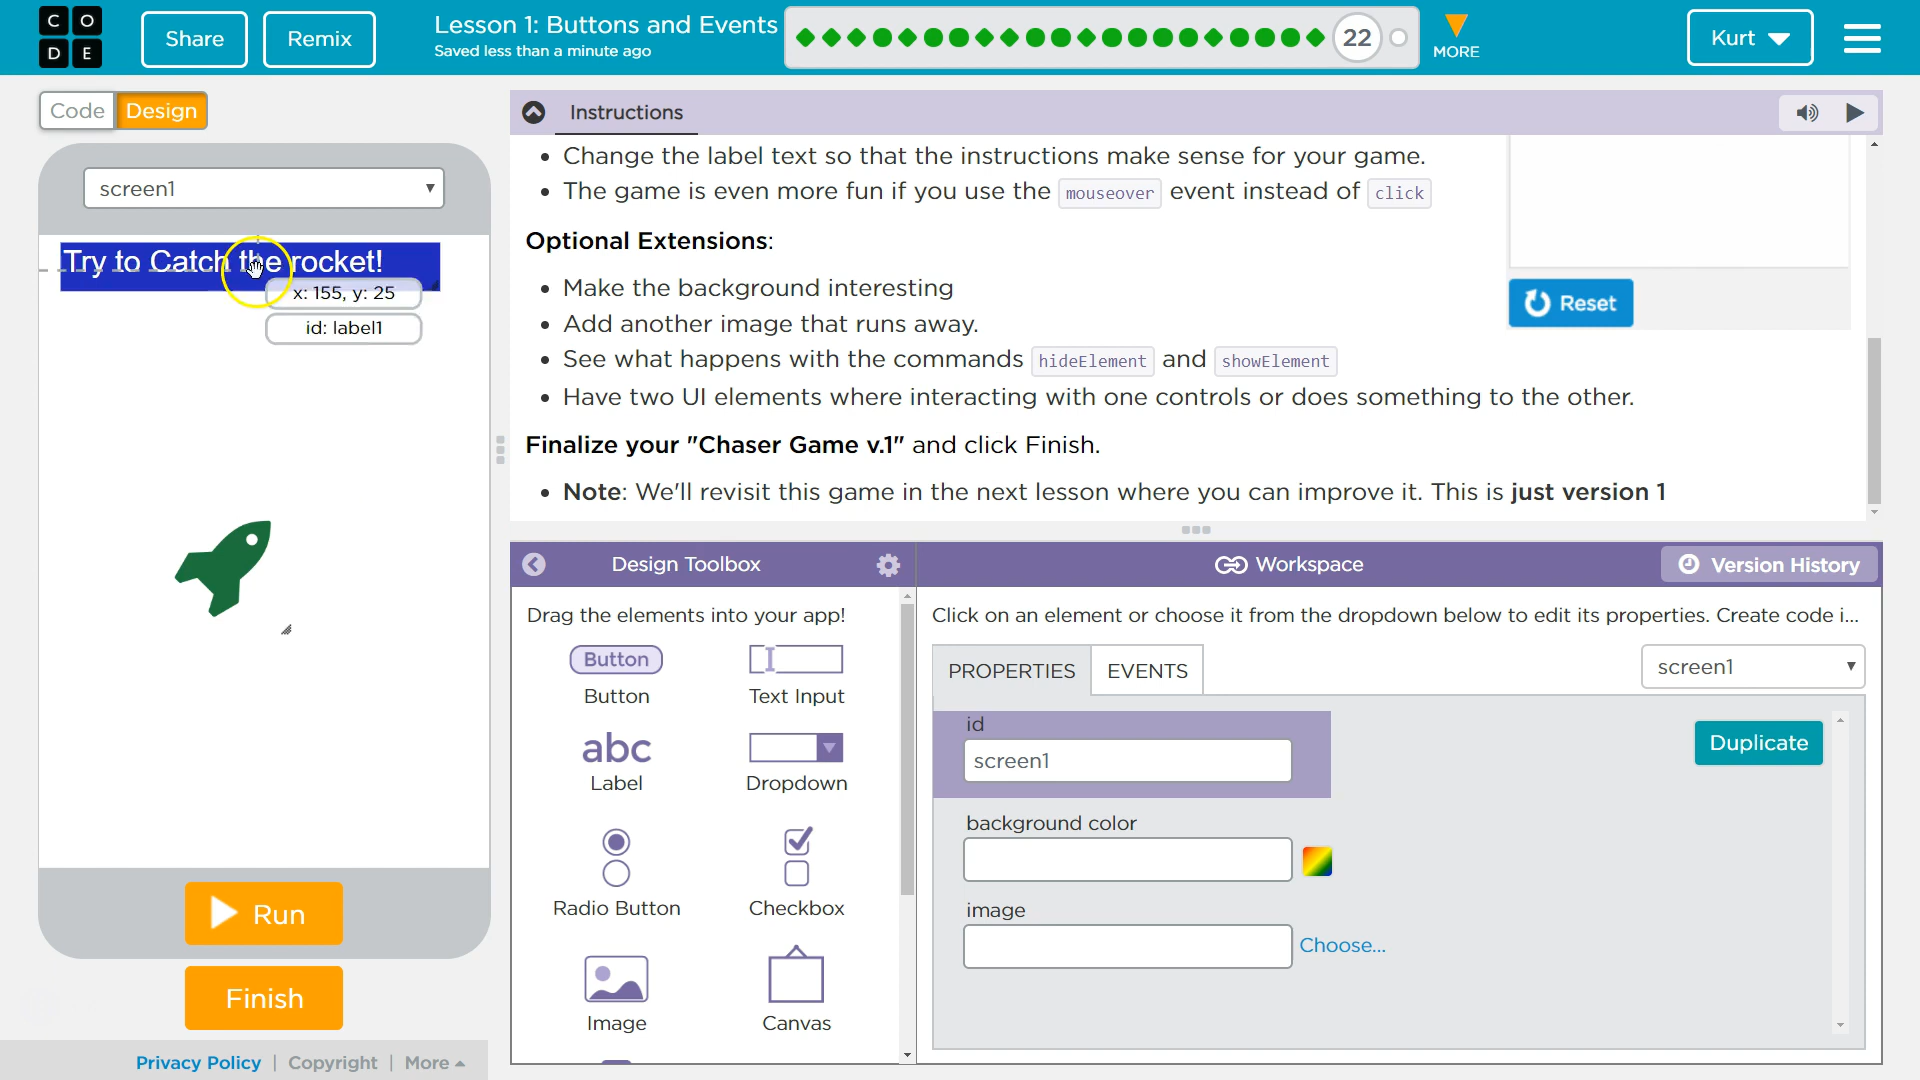 C O
D E
Share
Remix
Lesson 1: Buttons and Events
Saved less than a minute ago
22
MORE
Kurt
Code
Design
Instructions
screen1
Try to Catch the rocket!
x: 155, y: 25
id: label1
Change the label text so that the instructions make sense for your game.
The game is even more fun if you use the mouseover event instead of click
Optional Extensions:
Make the background interesting
Add another image that runs away.
See what happens with the commands hideElement and showElement
Have two UI elements where interacting with one controls or does something to the other.
Finalize your "Chaser Game v.1" and click Finish.
Note: We'll revisit this game in the next lesson where you can improve it. This is just version 1
Reset
Design Toolbox
Workspace
Version History
Drag the elements into your app!
Button
Button
Text Input
abc
Label
Dropdown
Radio Button
Checkbox
Image
Canvas
Click on an element or choose it from the dropdown below to edit its properties. Create code i...
PROPERTIES
EVENTS
screen1
id
screen1
Duplicate
background color
image
Choose...
Run
Finish
Privacy Policy | Copyright | More